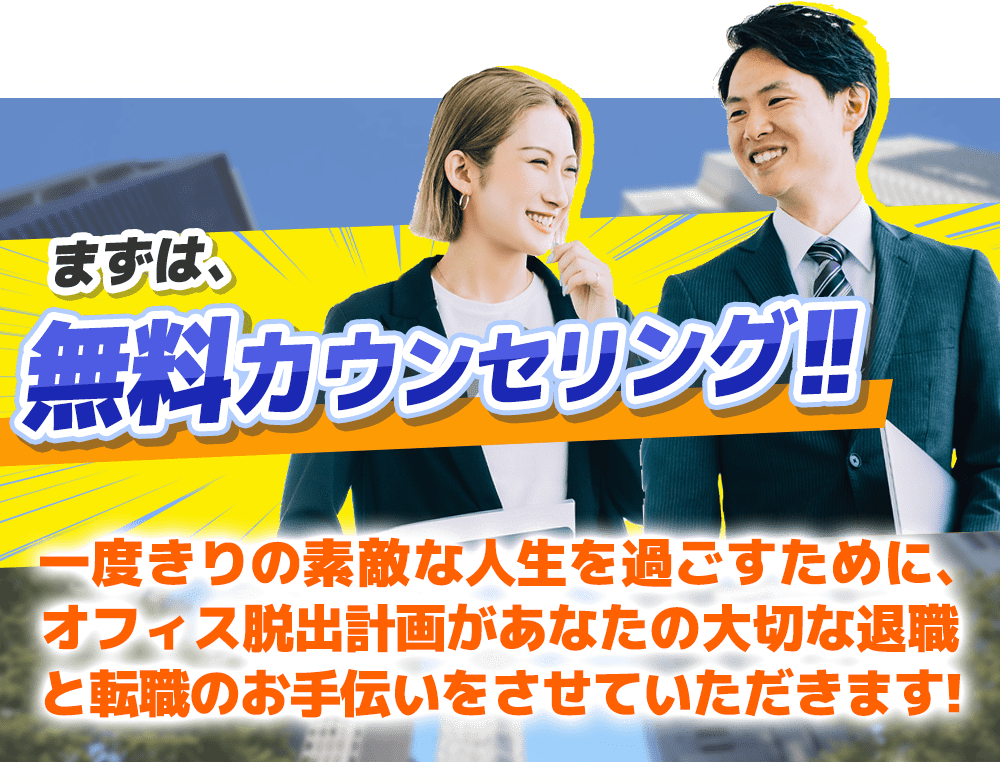 まずは、
無料カウンセリング!!
一度きりの素敵な人生を過ごすために、
オフィス脱出計画があなたの大切な退職
と転職のお手伝いをさせていただきます!